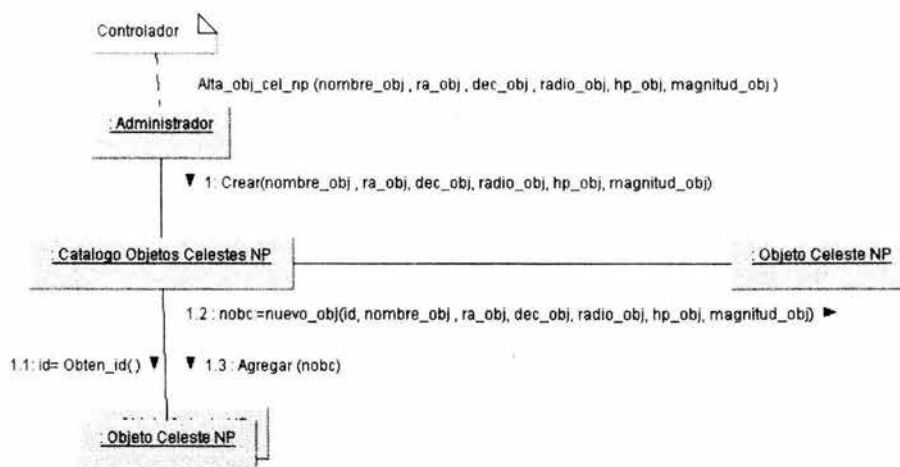 Controlador
Alta_obj_cel_np (nombre_obj , ra_obj , dec_obj , radio_obj, hp_obj, magnitud_obj )
: Administrador
1: Crear(nombre_obj , ra_obj, dec_obj, radio_obj, hp_obj, magnitud_obj)
: Catalogo Objetos Celestes NP
: Objeto Celeste NP
1.2 : nobc =nuevo_obj(id, nombre_obj , ra_obj, dec_obj, radio_obj, hp_obj, magnitud_obj)
1.1: id= Obten_id( )
1.3 : Agregar (nobc)
: Objeto Celeste NP